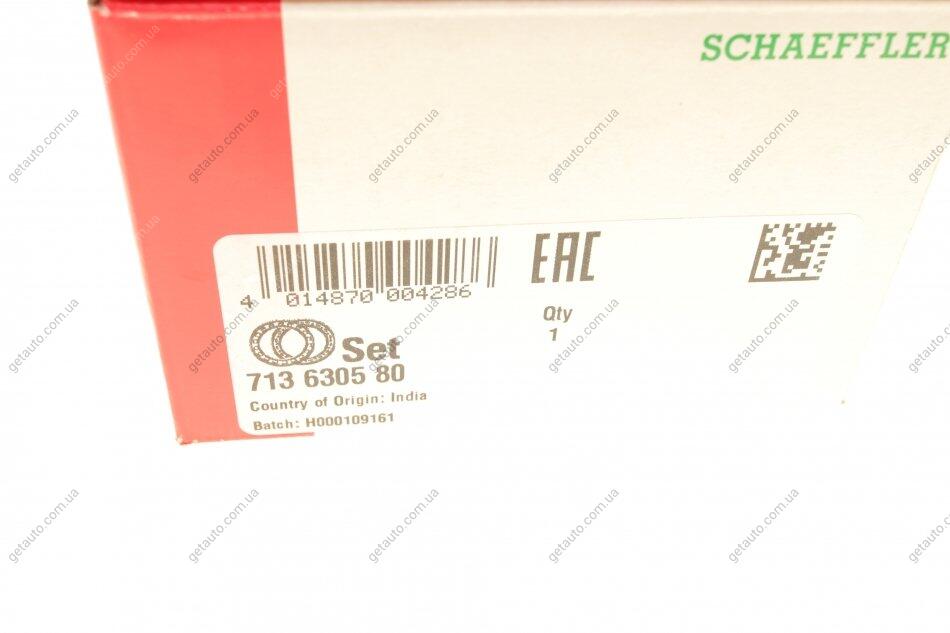 SCHAEFFLER
EAC
4 014870 004286
Qty
1
Set
713 6305 80
Country of Origin: India
Batch: H000109161
getauto.com.ua